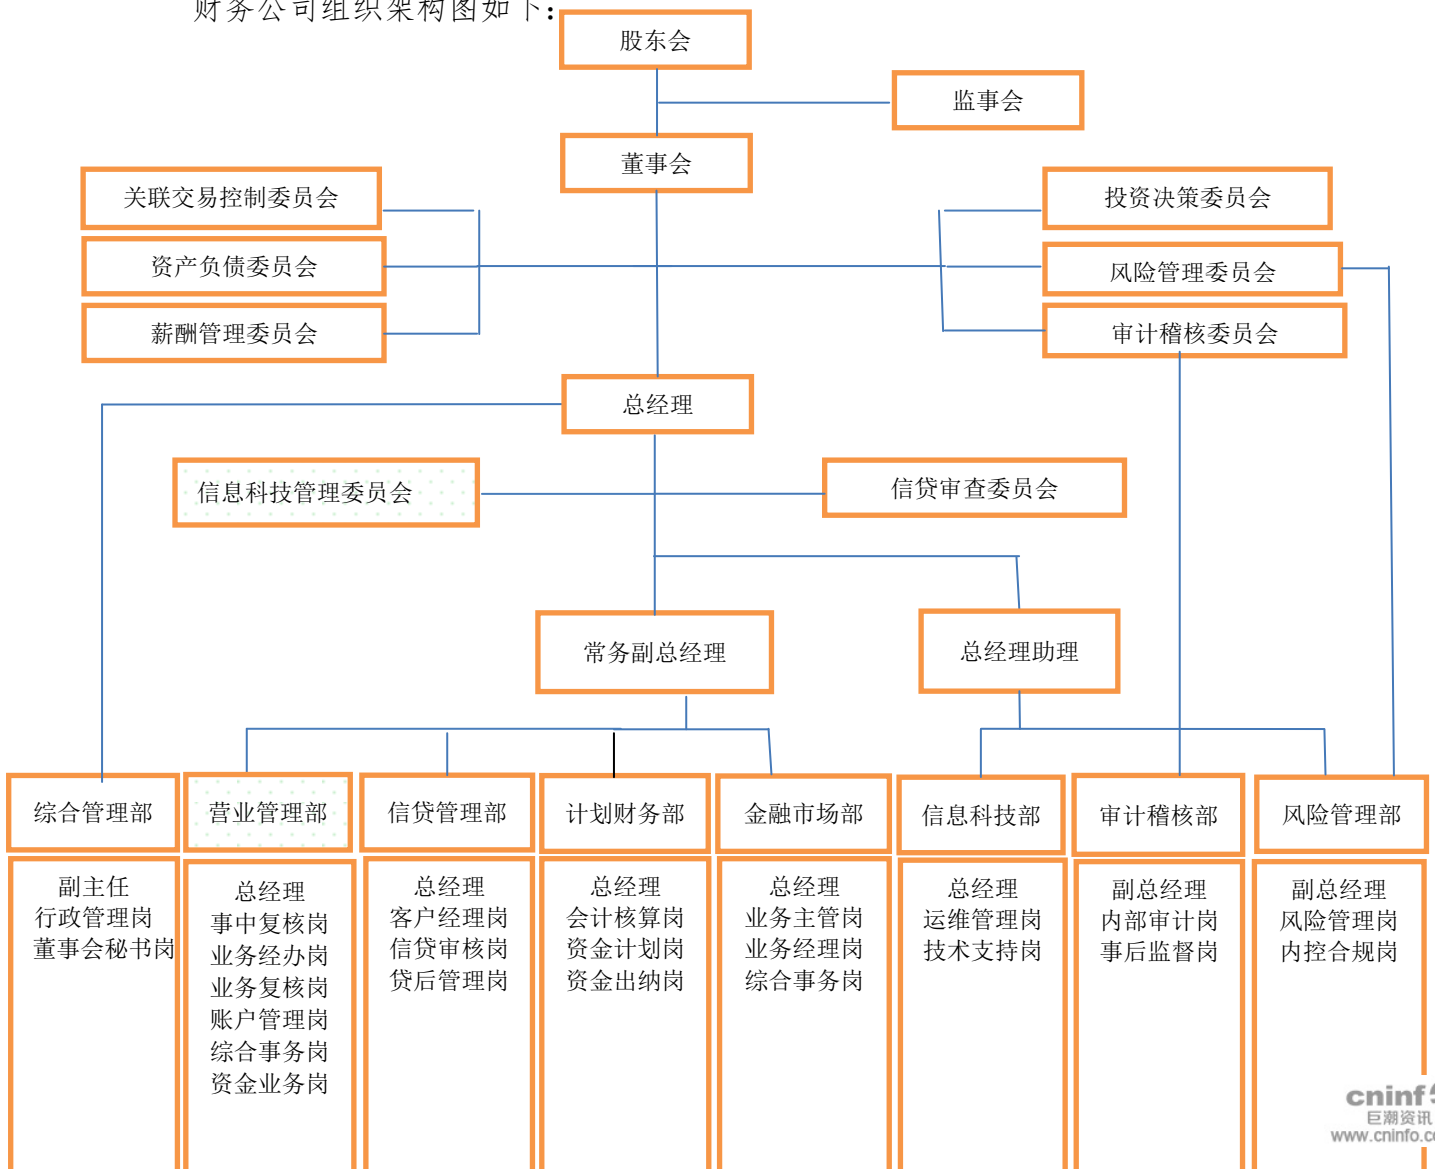 财务公司组织架构图如下：
股东会
监事会
董事会
关联交易控制委员会
投资决策委员会
资产负债委员会
风险管理委员会
薪酬管理委员会
审计稽核委员会
总经理
信息科技管理委员会
信贷审查委员会
常务副总经理
总经理助理
综合管理部
营业管理部
信贷管理部
计划财务部
金融市场部
信息科技部
审计稽核部
风险管理部
副主任
行政管理岗
董事会秘书岗
总经理
事中复核岗
业务经办岗
业务复核岗
账户管理岗
综合事务岗
资金业务岗
总经理
客户经理岗
信贷审核岗
贷后管理岗
总经理
会计核算岗
资金计划岗
资金出纳岗
总经理
业务主管岗
业务经理岗
综合事务岗
总经理
运维管理岗
技术支持岗
副总经理
内部审计岗
事后监督岗
副总经理
风险管理岗
内控合规岗
cninf
巨潮资讯
www.cninfo.co